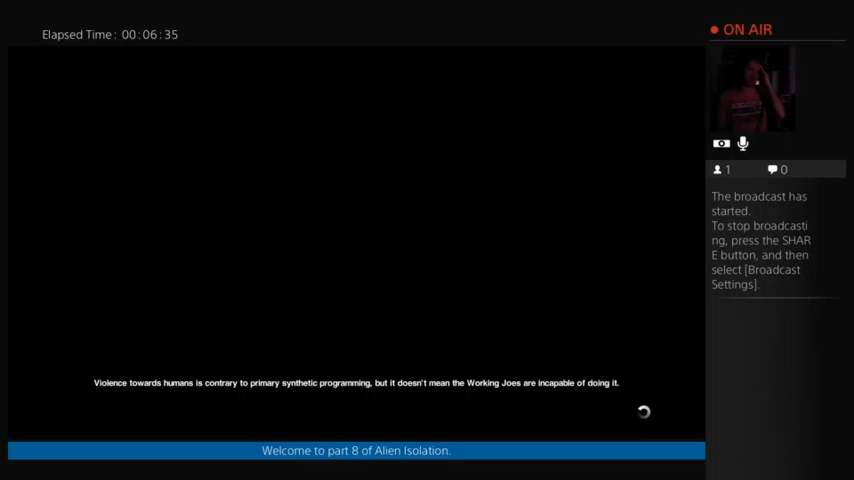 Elapsed Time: 00:06:35
ON AIR
1 0
The broadcast has
started.
To stop broadcasti
ng, press the SHAR
E button, and then
select [Broadcast
Settings].
Violence towards humans is contrary to primary synthetic programming, but it doesn't mean the Working Joes are incapable of doing it.
Welcome to part 8 of Alien Isolation.